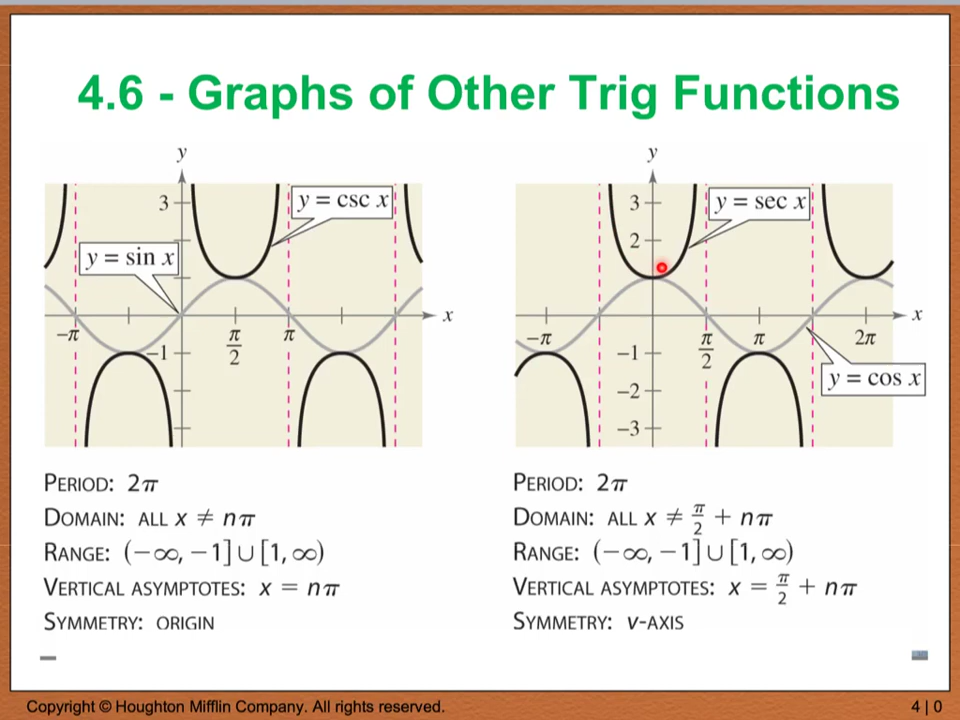 4.6 - Graphs of Other Trig Functions
y
3
y = csc x
y = sin x
x
−π
−1
π/2
π
y
3
2
y = sec x
x
−π
−1
−2
−3
π/2
π
2π
y = cos x
PERIOD: 2π
DOMAIN: ALL x ≠ nπ
RANGE: (−∞, −1] ∪ [1, ∞)
VERTICAL ASYMPTOTES: x = nπ
SYMMETRY: ORIGIN
PERIOD: 2π
DOMAIN: ALL x ≠ π/2 + nπ
RANGE: (−∞, −1] ∪ [1, ∞)
VERTICAL ASYMPTOTES: x = π/2 + nπ
SYMMETRY: Y-AXIS
Copyright © Houghton Mifflin Company. All rights reserved.
4 | 0